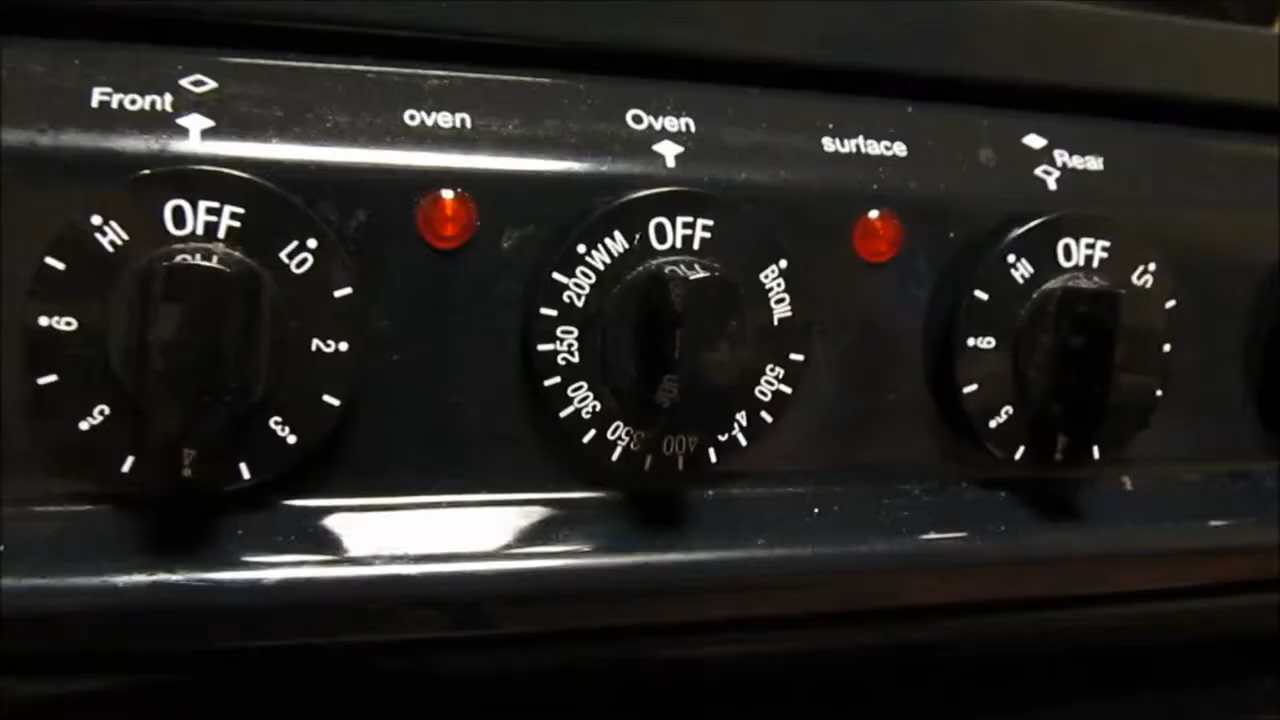 Front
oven
Oven
surface
Rear
OFF
LO
2
3
5
6
HI
OFF
BROIL
500
400
350
300
250
200
WM
OFF
HI
6
5